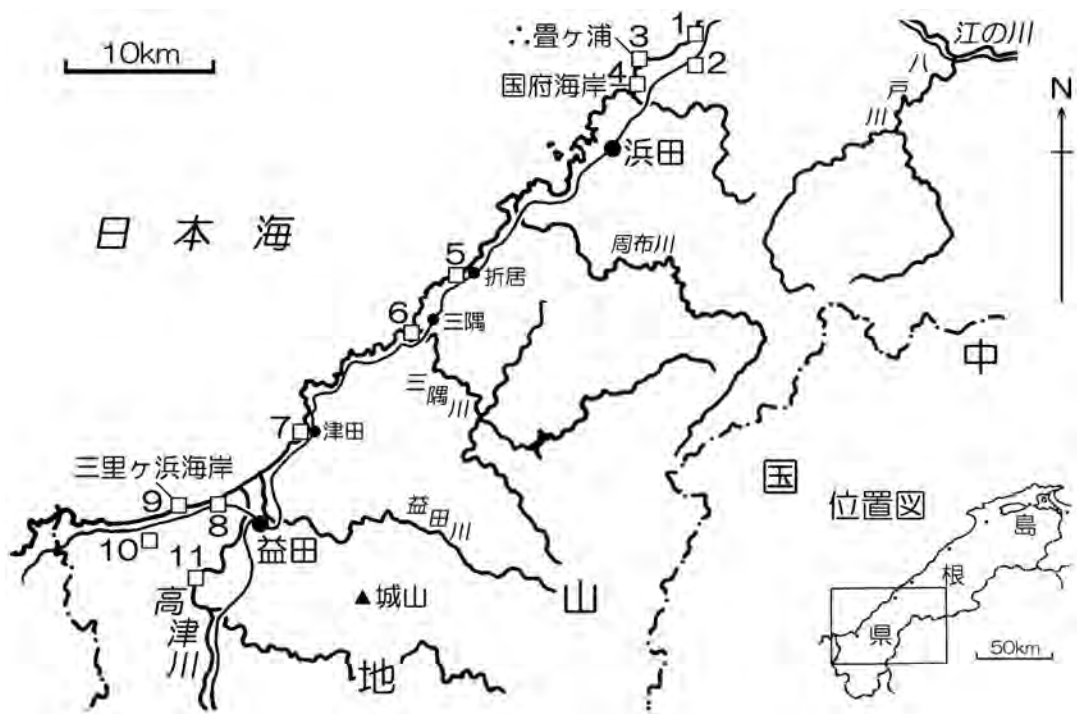 10km
∴畳ヶ浦
3
1
2
国府海岸
4
江の川
八戸川
N
浜田
日本海
周布川
5
折居
6
三隅
三隅川
中
7
津田
国
三里ヶ浜海岸
9
8
益田
益田川
位置図
島
10
11
城山
山
根
高津川
県
地
50km